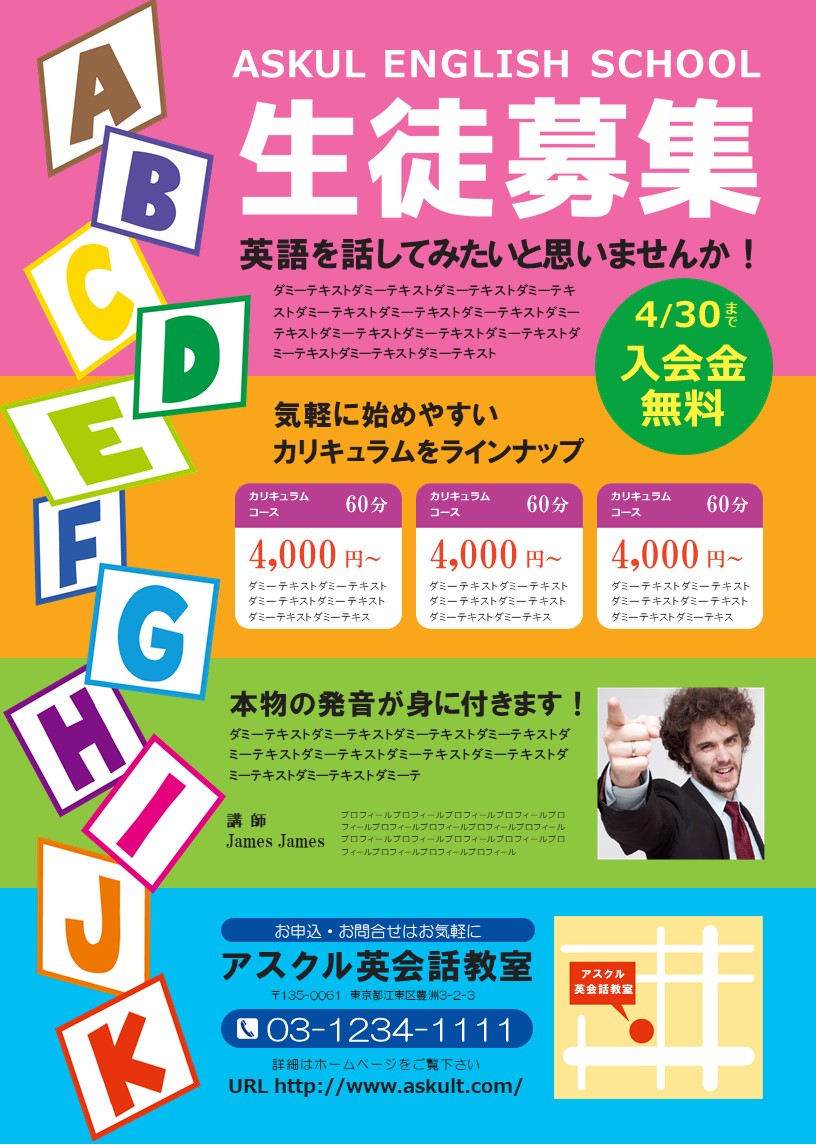 A
B
C
D
E
F
G
H
I
J
K
ASKUL ENGLISH SCHOOL
生徒募集
英語を話してみたいと思いませんか！
ダミーテキストダミーテキストダミーテキストダミーテキ
ストダミーテキストダミーテキストダミーテキストダミー
テキストダミーテキストダミーテキストダミーテキストダ
ミーテキストダミーテキストダミーテキスト
4/30まで
入会金
無料
気軽に始めやすい
カリキュラムをラインナップ
カリキュラム
コース
60分
4,000 円〜
ダミーテキストダミーテキスト
ダミーテキストダミーテキスト
ダミーテキストダミーテキス
カリキュラム
コース
60分
4,000 円〜
ダミーテキストダミーテキスト
ダミーテキストダミーテキスト
ダミーテキストダミーテキス
カリキュラム
コース
60分
4,000 円〜
ダミーテキストダミーテキスト
ダミーテキストダミーテキスト
ダミーテキストダミーテキス
本物の発音が身に付きます！
ダミーテキストダミーテキストダミーテキストダミーテキストダ
ミーテキストダミーテキストダミーテキストダミーテキストダ
ミーテキストダミーテキストダミーテ
講 師
James James
プロフィールプロフィールプロフィールプロフィールプロ
フィールプロフィールプロフィールプロフィールプロフィール
プロフィールプロフィールプロフィールプロフィールプロ
フィールプロフィールプロフィールプロフィール
お申込・お問合せはお気軽に
アスクル英会話教室
〒135-0061 東京都江東区豊洲3-2-3
03-1234-1111
詳細はホームページをご覧下さい
URL http://www.askult.com/
アスクル
英会話教室